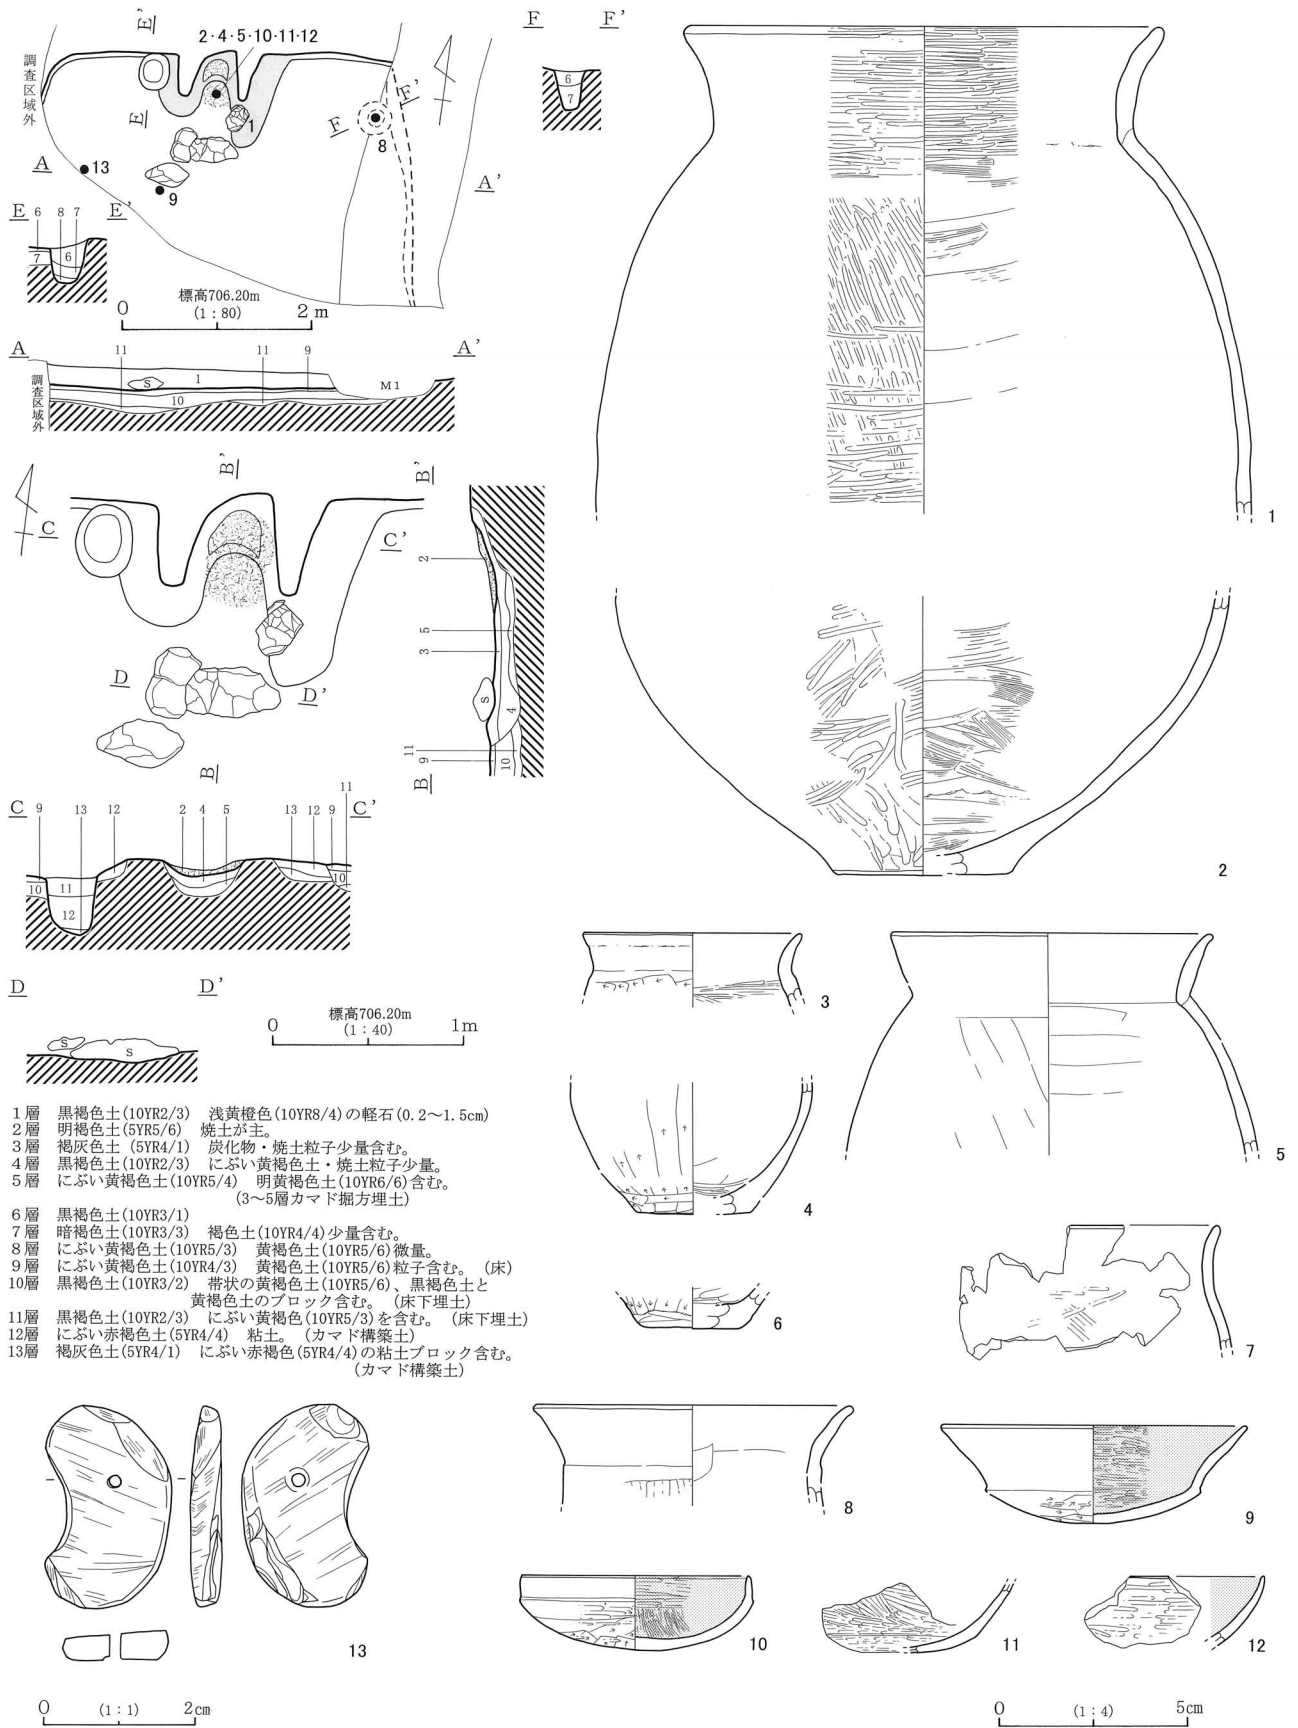 E'
2・4・5・10・11・12
調査区域外
E
1
F
F'
8
A
13
9
A'
E 6 8 7 E'
7
6
標高706.20m
0 (1:80) 2m
F F'
6
7
A 11 11 9 A'
調査区域外
S
1
M1
10
B'
C
C'
D
D'
B
B'
2
5
3
S
4
11
9
10
B
C 9 13 12 2 4 5 13 12 9 11 C'
10 11
10
12
D D'
S
S
標高706.20m
0 (1:40) 1m
1層 黒褐色土(10YR2/3) 浅黄橙色(10YR8/4)の軽石(0.2〜1.5cm)
2層 明褐色土(5YR5/6) 焼土が主。
3層 褐灰色土(5YR4/1) 炭化物・焼土粒子少量含む。
4層 黒褐色土(10YR2/3) にぶい黄褐色土・焼土粒子少量。
5層 にぶい黄褐色土(10YR5/4) 明黄褐色土(10YR6/6)含む。
(3〜5層カマド掘方埋土)
6層 黒褐色土(10YR3/1)
7層 暗褐色土(10YR3/3) 褐色土(10YR4/4)少量含む。
8層 にぶい黄褐色土(10YR5/3) 黄褐色土(10YR5/6)微量。
9層 にぶい黄褐色土(10YR4/3) 黄褐色土(10YR5/6)粒子含む。(床)
10層 黒褐色土(10YR3/2) 帯状の黄褐色土(10YR5/6)、黒褐色土と
黄褐色土のブロック含む。(床下埋土)
11層 黒褐色土(10YR2/3) にぶい黄褐色(10YR5/3)を含む。(床下埋土)
12層 にぶい赤褐色土(5YR4/4) 粘土。(カマド構築土)
13層 褐灰色土(5YR4/1) にぶい赤褐色(5YR4/4)の粘土ブロック含む。
(カマド構築土)
1
2
3
4
5
6
7
8
9
10
11
12
13
0 (1:1) 2cm
0 (1:4) 5cm